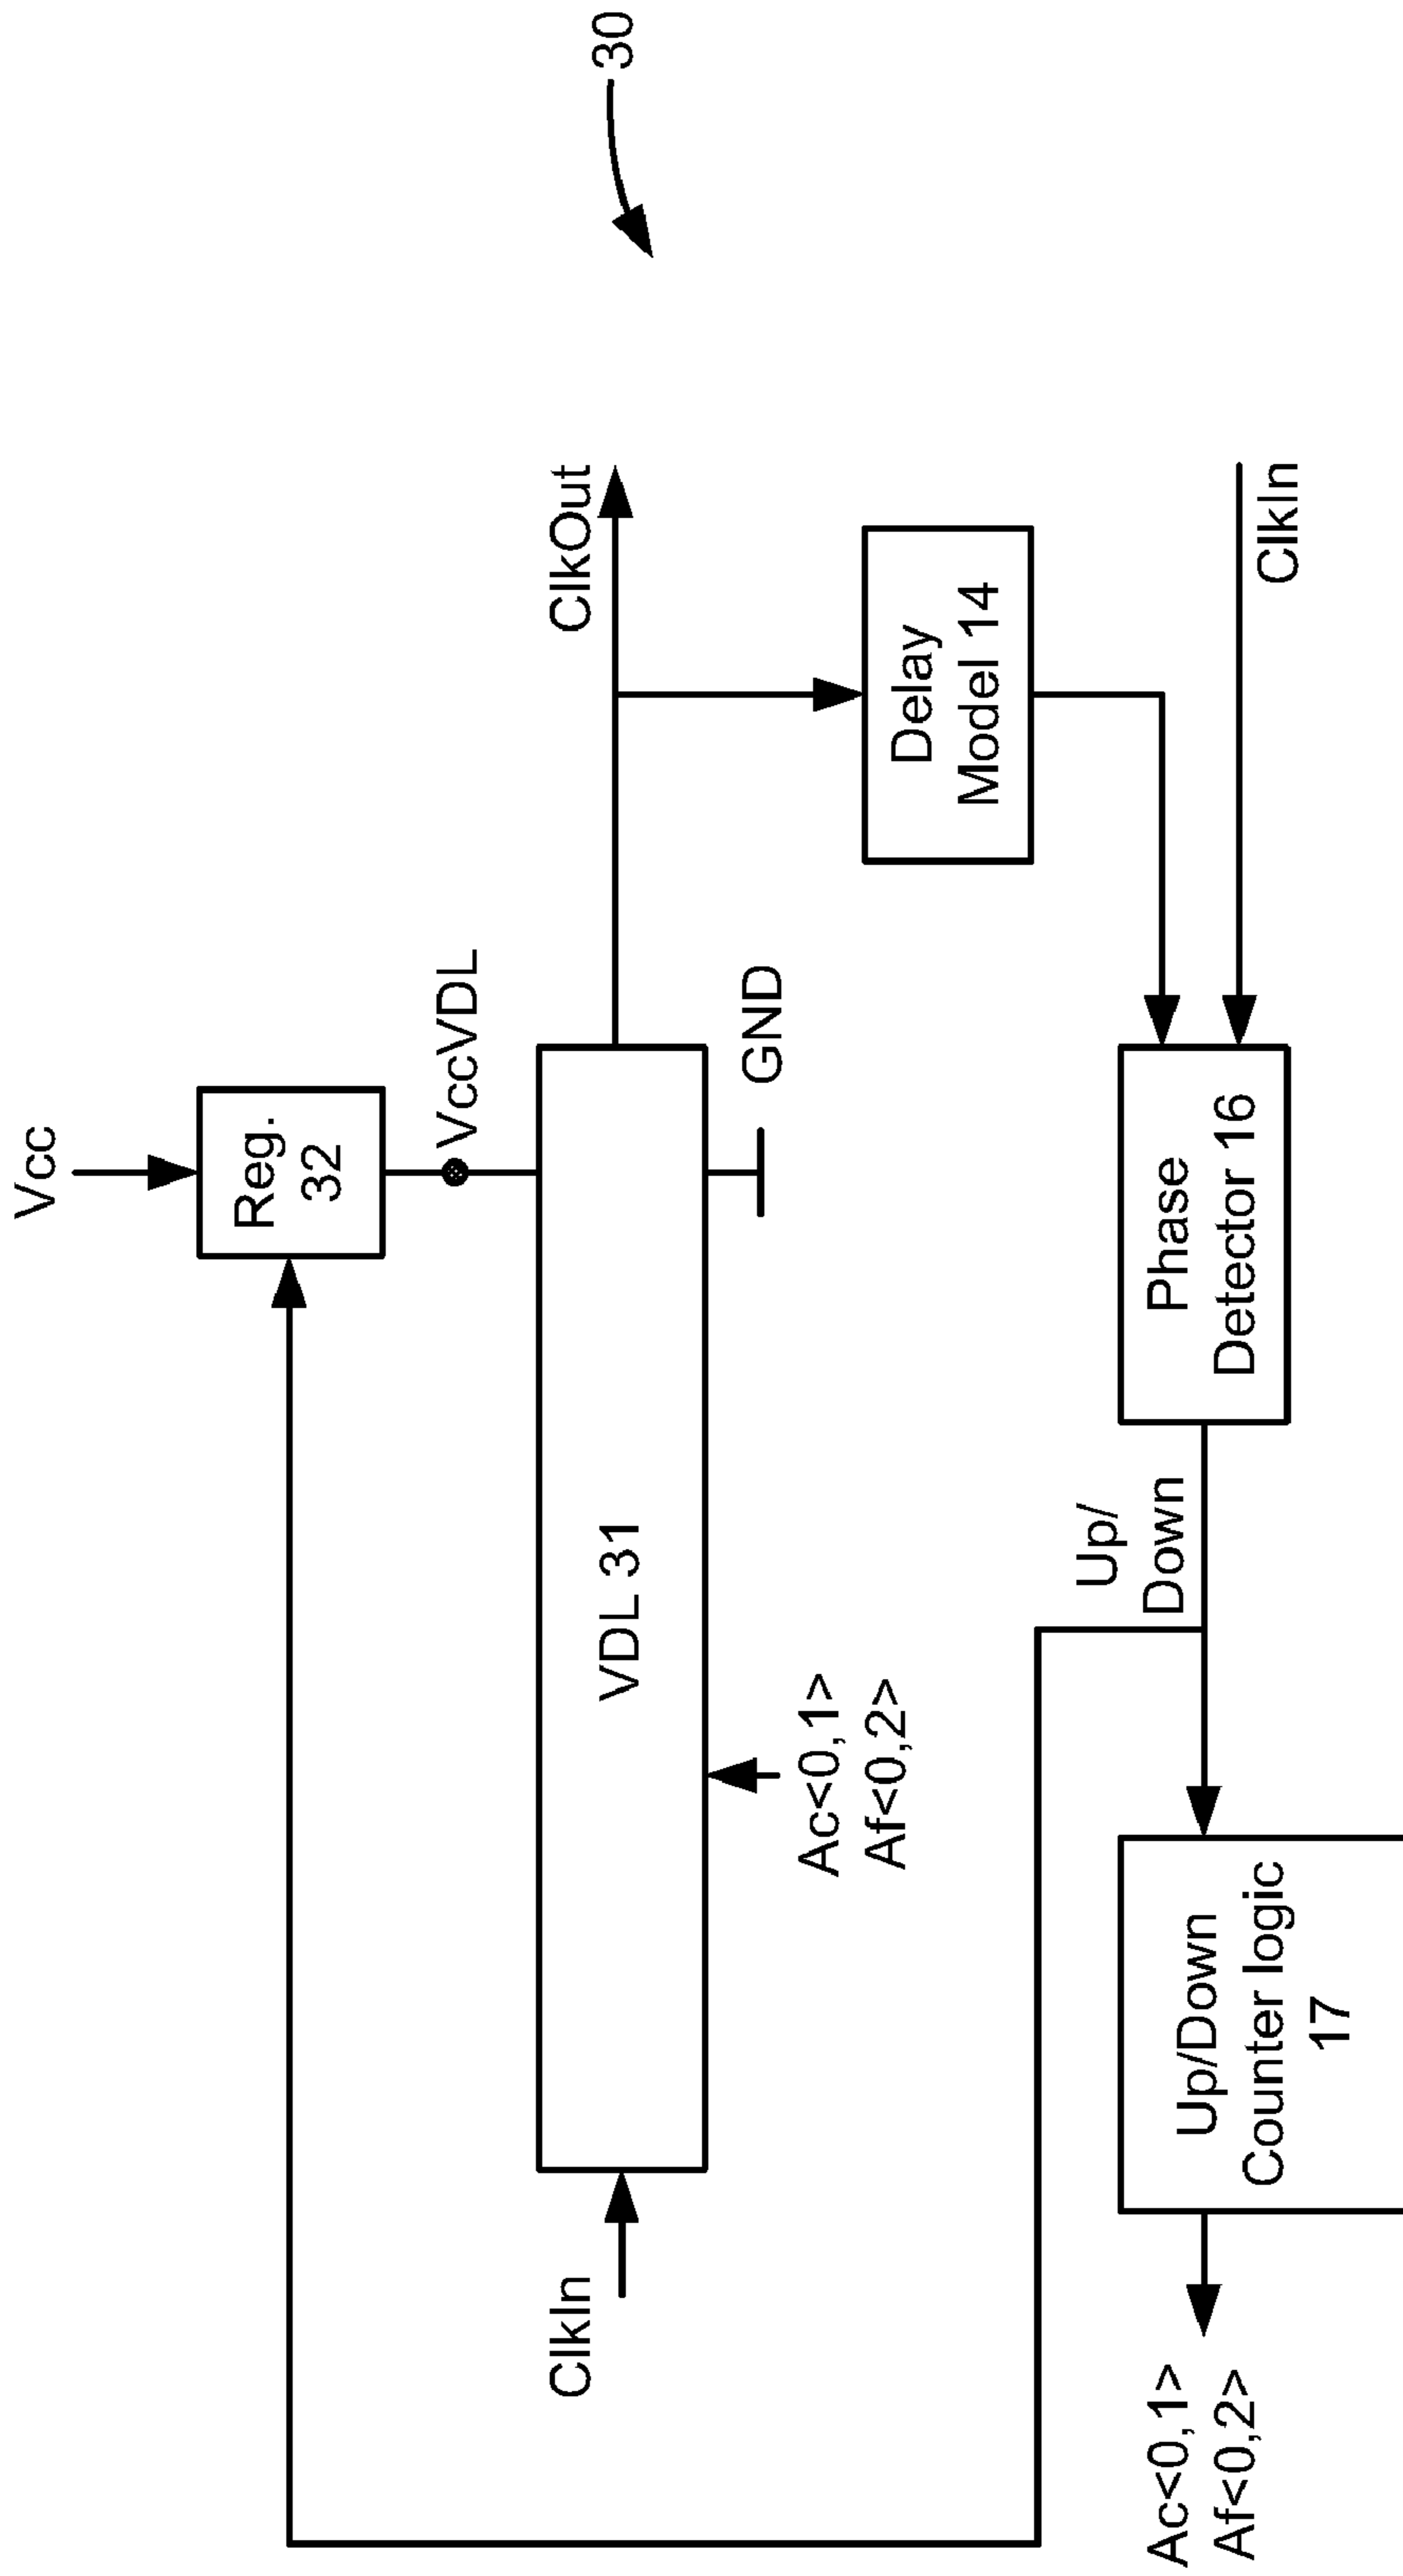 Vcc
Reg.
32
VccVDL
30
ClkIn
VDL 31
ClkOut
GND
Ac<0,1>
Af<0,2>
Delay
Model 14
Up/
Down
Phase
Detector 16
ClkIn
Up/Down
Counter logic
17
Ac<0,1>
Af<0,2>